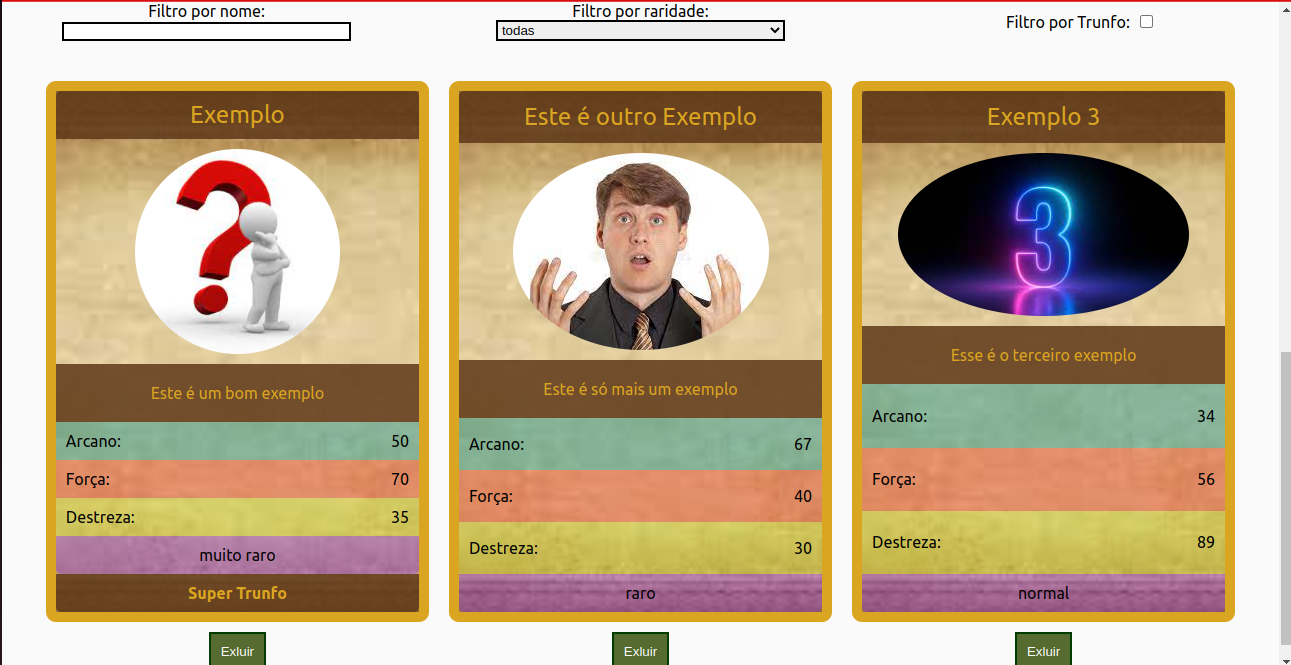 Filtro por nome:
Filtro por raridade:
todas
Filtro por Trunfo:
Exemplo
?
Este é um bom exemplo
Arcano: 50
Força: 70
Destreza: 35
muito raro
Super Trunfo
Exluir
Este é outro Exemplo
Este é só mais um exemplo
Arcano: 67
Força: 40
Destreza: 30
raro
Exluir
Exemplo 3
3
Esse é o terceiro exemplo
Arcano: 34
Força: 56
Destreza: 89
normal
Exluir